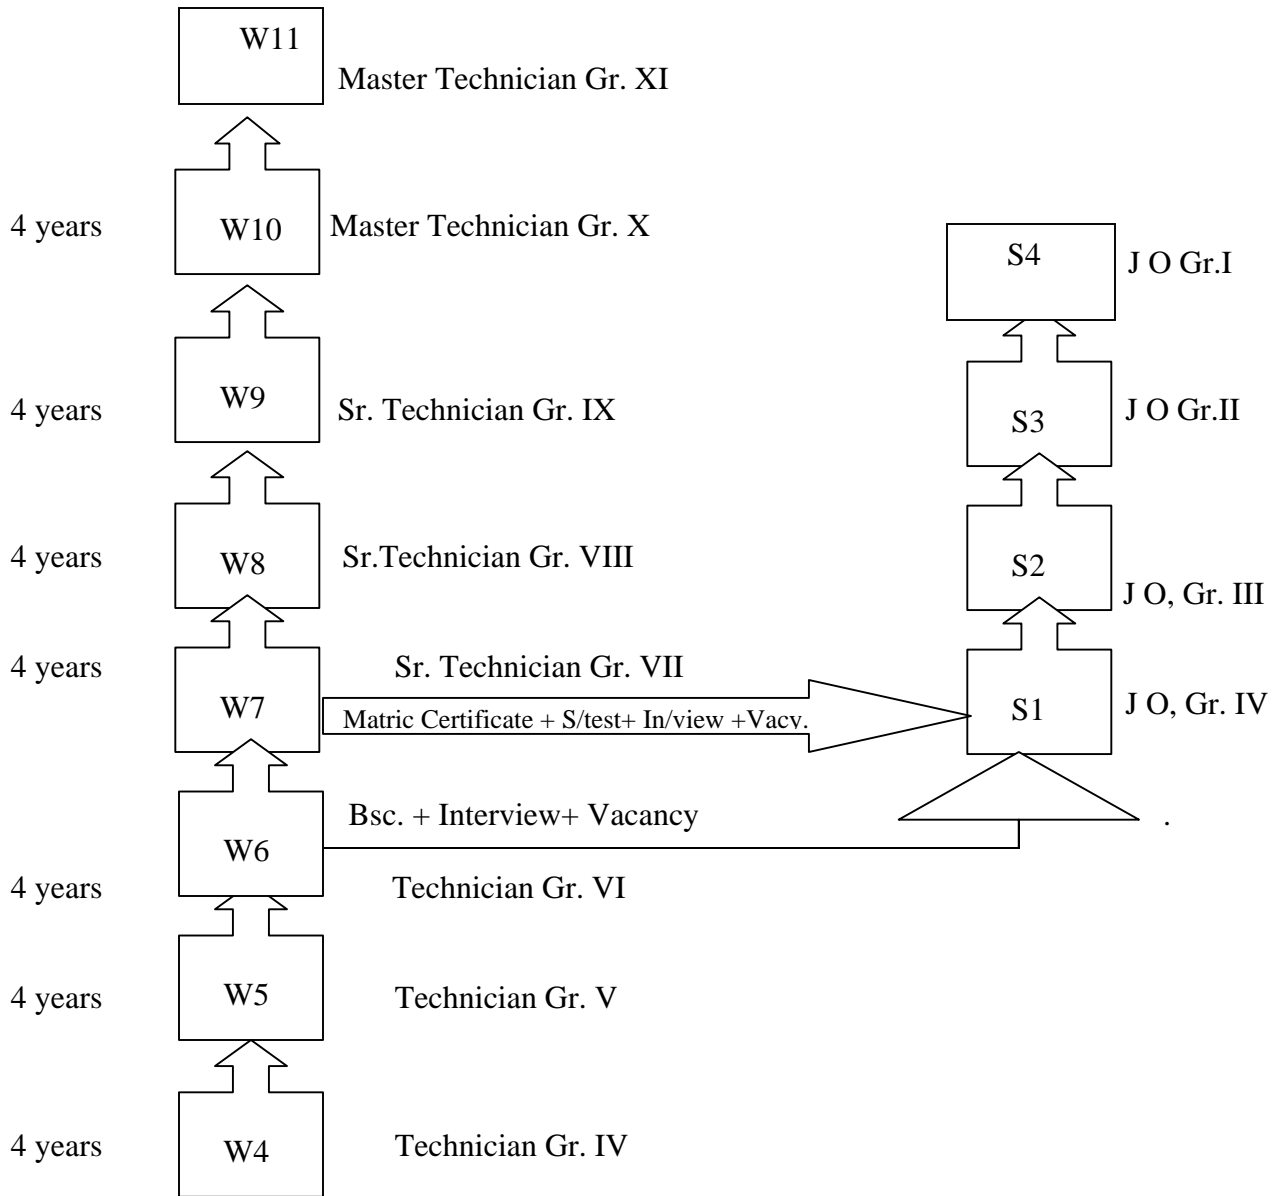 W11
Master Technician Gr. XI
4 years
W10
Master Technician Gr. X
S4
J O Gr.I
4 years
W9
Sr. Technician Gr. IX
S3
J O Gr.II
4 years
W8
Sr.Technician Gr. VIII
S2
J O, Gr. III
4 years
Sr. Technician Gr. VII
W7
Matric Certificate + S/test+ In/view +Vacy.
S1
J O, Gr. IV
Bsc. + Interview+ Vacancy
.
W6
4 years
Technician Gr. VI
4 years
W5
Technician Gr. V
4 years
W4
Technician Gr. IV